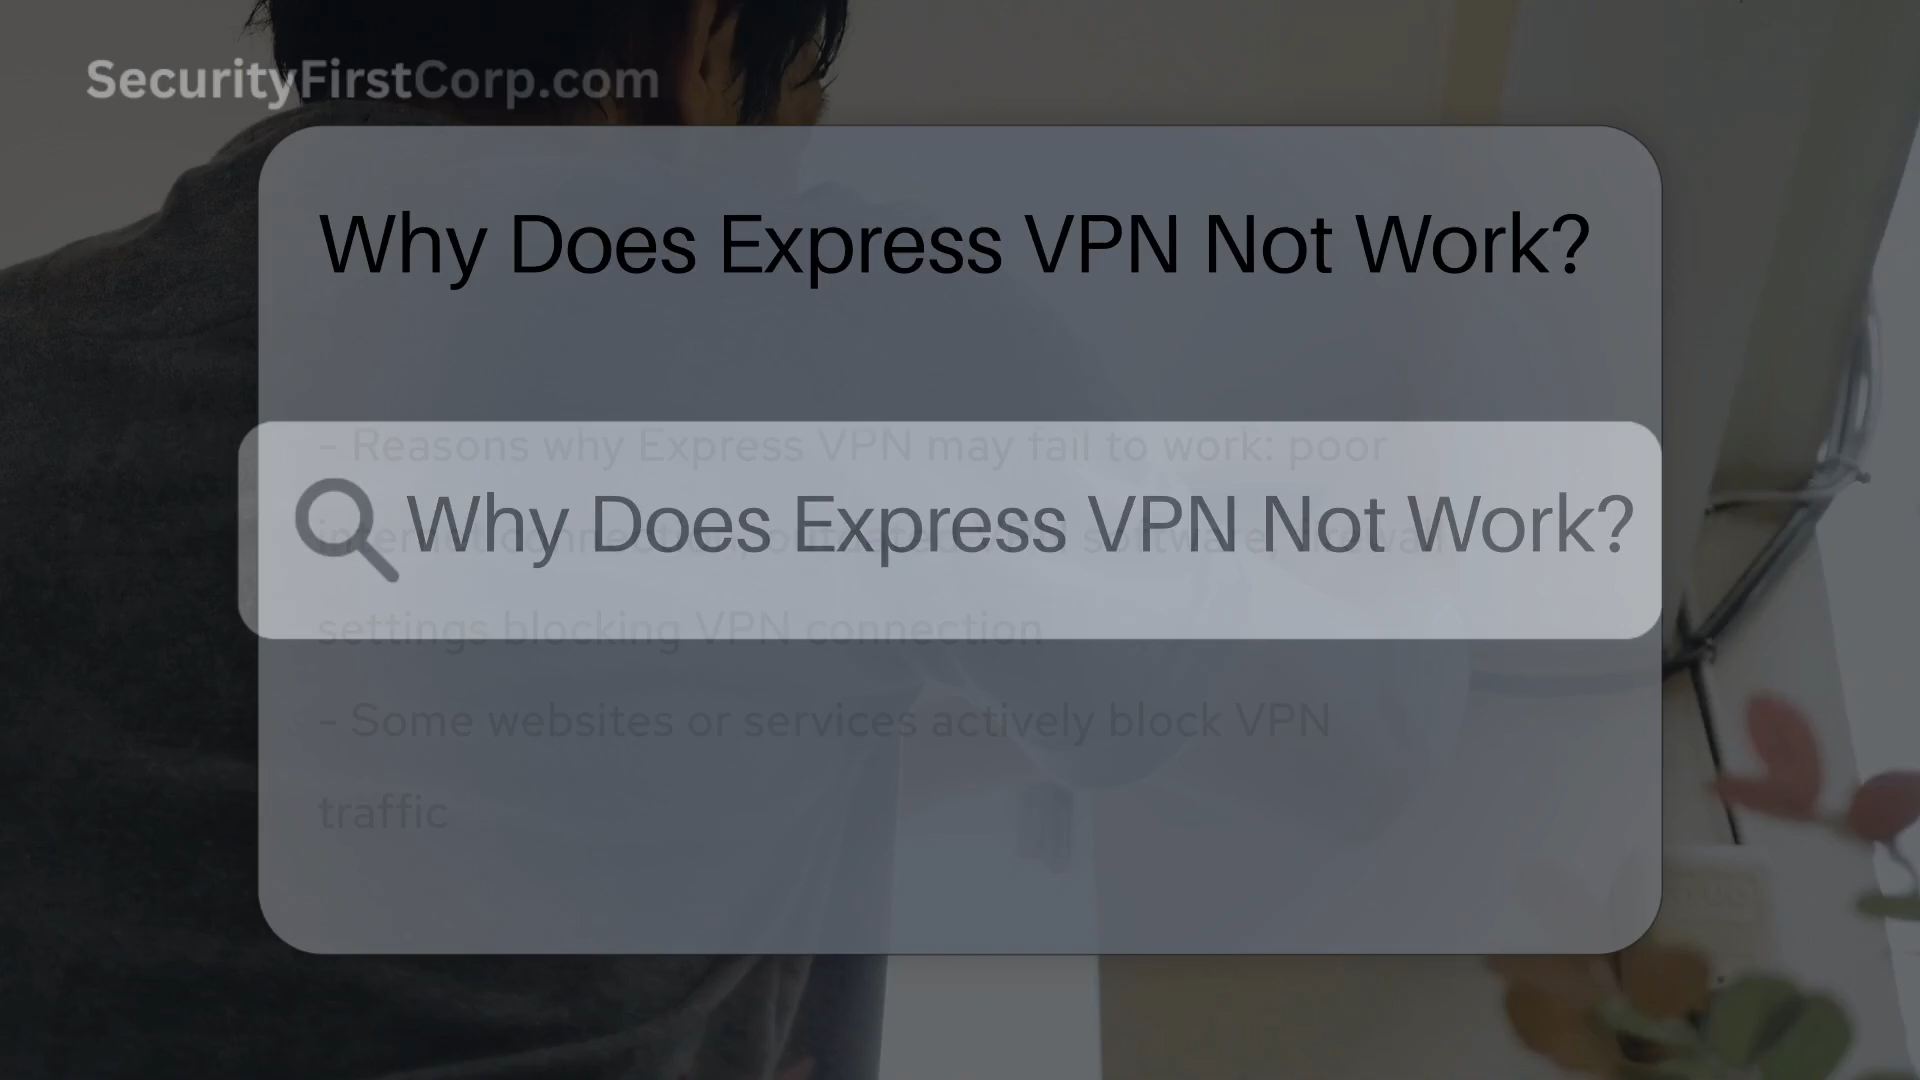 SecurityFirstCorp.com
Why Does Express VPN Not Work?
- Reasons why Express VPN may fail to work: poor
Why Does Express VPN Not Work?
settings blocking VPN connection
- Some websites or services actively block VPN
traffic